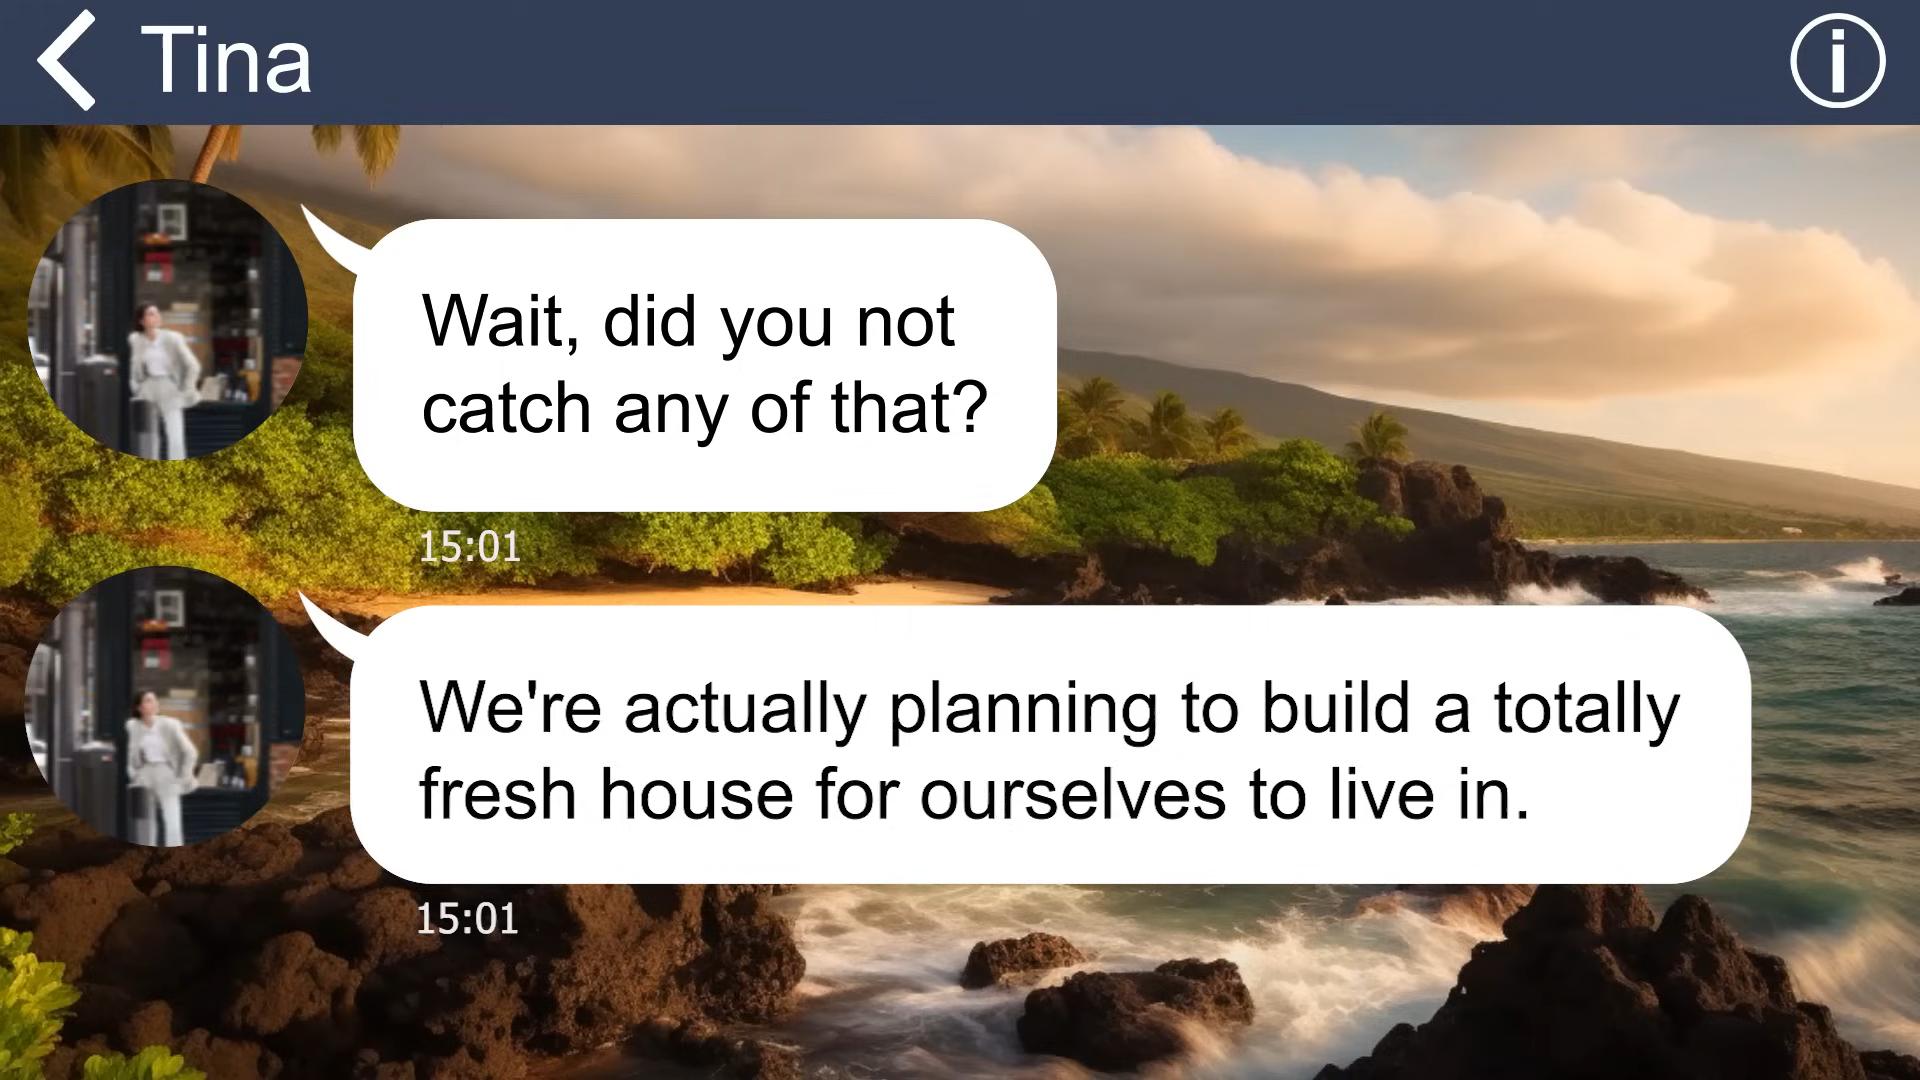 Tina
Wait, did you not
catch any of that?
15:01
We're actually planning to build a totally
fresh house for ourselves to live in.
15:01